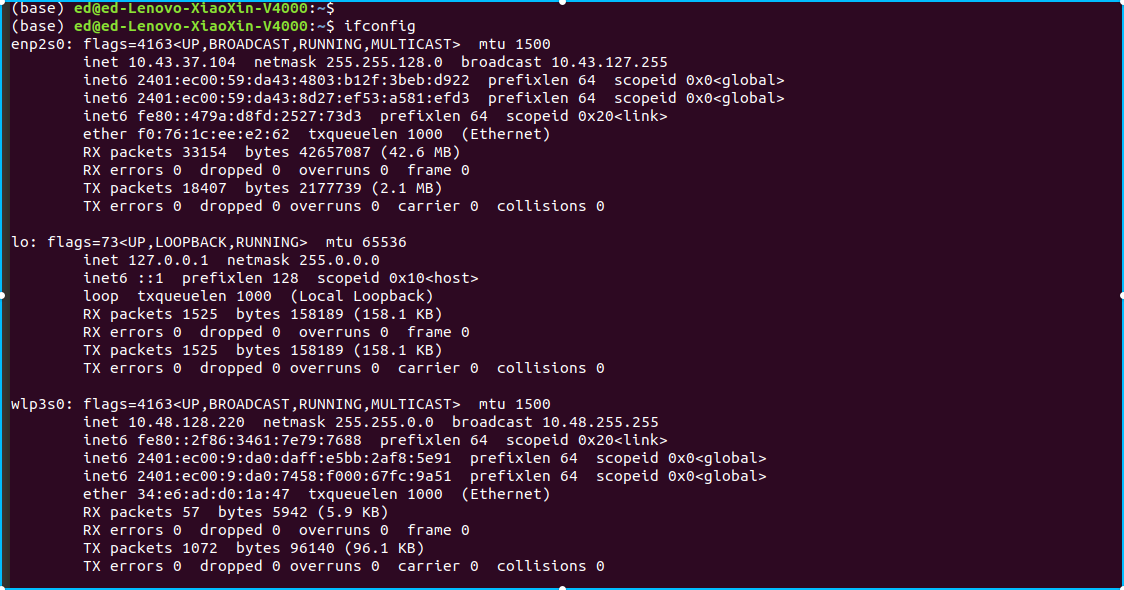 (base) ed@ed-Lenovo-XiaoXin-V4000:~$
(base) ed@ed-Lenovo-XiaoXin-V4000:~$ ifconfig
enp2s0: flags=4163<UP,BROADCAST,RUNNING,MULTICAST>  mtu 1500
        inet 10.43.37.104  netmask 255.255.128.0  broadcast 10.43.127.255
        inet6 2401:ec00:59:da43:4803:b12f:3beb:d922  prefixlen 64  scopeid 0x0<global>
        inet6 2401:ec00:59:da43:8d27:ef53:a581:efd3  prefixlen 64  scopeid 0x0<global>
        inet6 fe80::479a:d8fd:2527:73d3  prefixlen 64  scopeid 0x20<link>
        ether f0:76:1c:ee:e2:62  txqueuelen 1000  (Ethernet)
        RX packets 33154  bytes 42657087 (42.6 MB)
        RX errors 0  dropped 0  overruns 0  frame 0
        TX packets 18407  bytes 2177739 (2.1 MB)
        TX errors 0  dropped 0 overruns 0  carrier 0  collisions 0

lo: flags=73<UP,LOOPBACK,RUNNING>  mtu 65536
        inet 127.0.0.1  netmask 255.0.0.0
        inet6 ::1  prefixlen 128  scopeid 0x10<host>
        loop  txqueuelen 1000  (Local Loopback)
        RX packets 1525  bytes 158189 (158.1 KB)
        RX errors 0  dropped 0  overruns 0  frame 0
        TX packets 1525  bytes 158189 (158.1 KB)
        TX errors 0  dropped 0 overruns 0  carrier 0  collisions 0

wlp3s0: flags=4163<UP,BROADCAST,RUNNING,MULTICAST>  mtu 1500
        inet 10.48.128.220  netmask 255.255.0.0  broadcast 10.48.255.255
        inet6 fe80::2f86:3461:7e79:7688  prefixlen 64  scopeid 0x20<link>
        inet6 2401:ec00:9:da0:daff:e5bb:2af8:5e91  prefixlen 64  scopeid 0x0<global>
        inet6 2401:ec00:9:da0:7458:f000:67fc:9a51  prefixlen 64  scopeid 0x0<global>
        ether 34:e6:ad:d0:1a:47  txqueuelen 1000  (Ethernet)
        RX packets 57  bytes 5942 (5.9 KB)
        RX errors 0  dropped 0  overruns 0  frame 0
        TX packets 1072  bytes 96140 (96.1 KB)
        TX errors 0  dropped 0 overruns 0  carrier 0  collisions 0